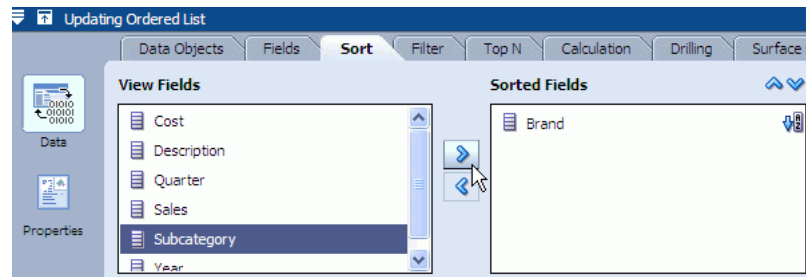 Updating Ordered List
Data Objects Fields Sort Filter Top N Calculation Drilling Surface
View Fields Sorted Fields
Cost Brand
Description
Quarter
Sales
Subcategory
Year
Data
Properties